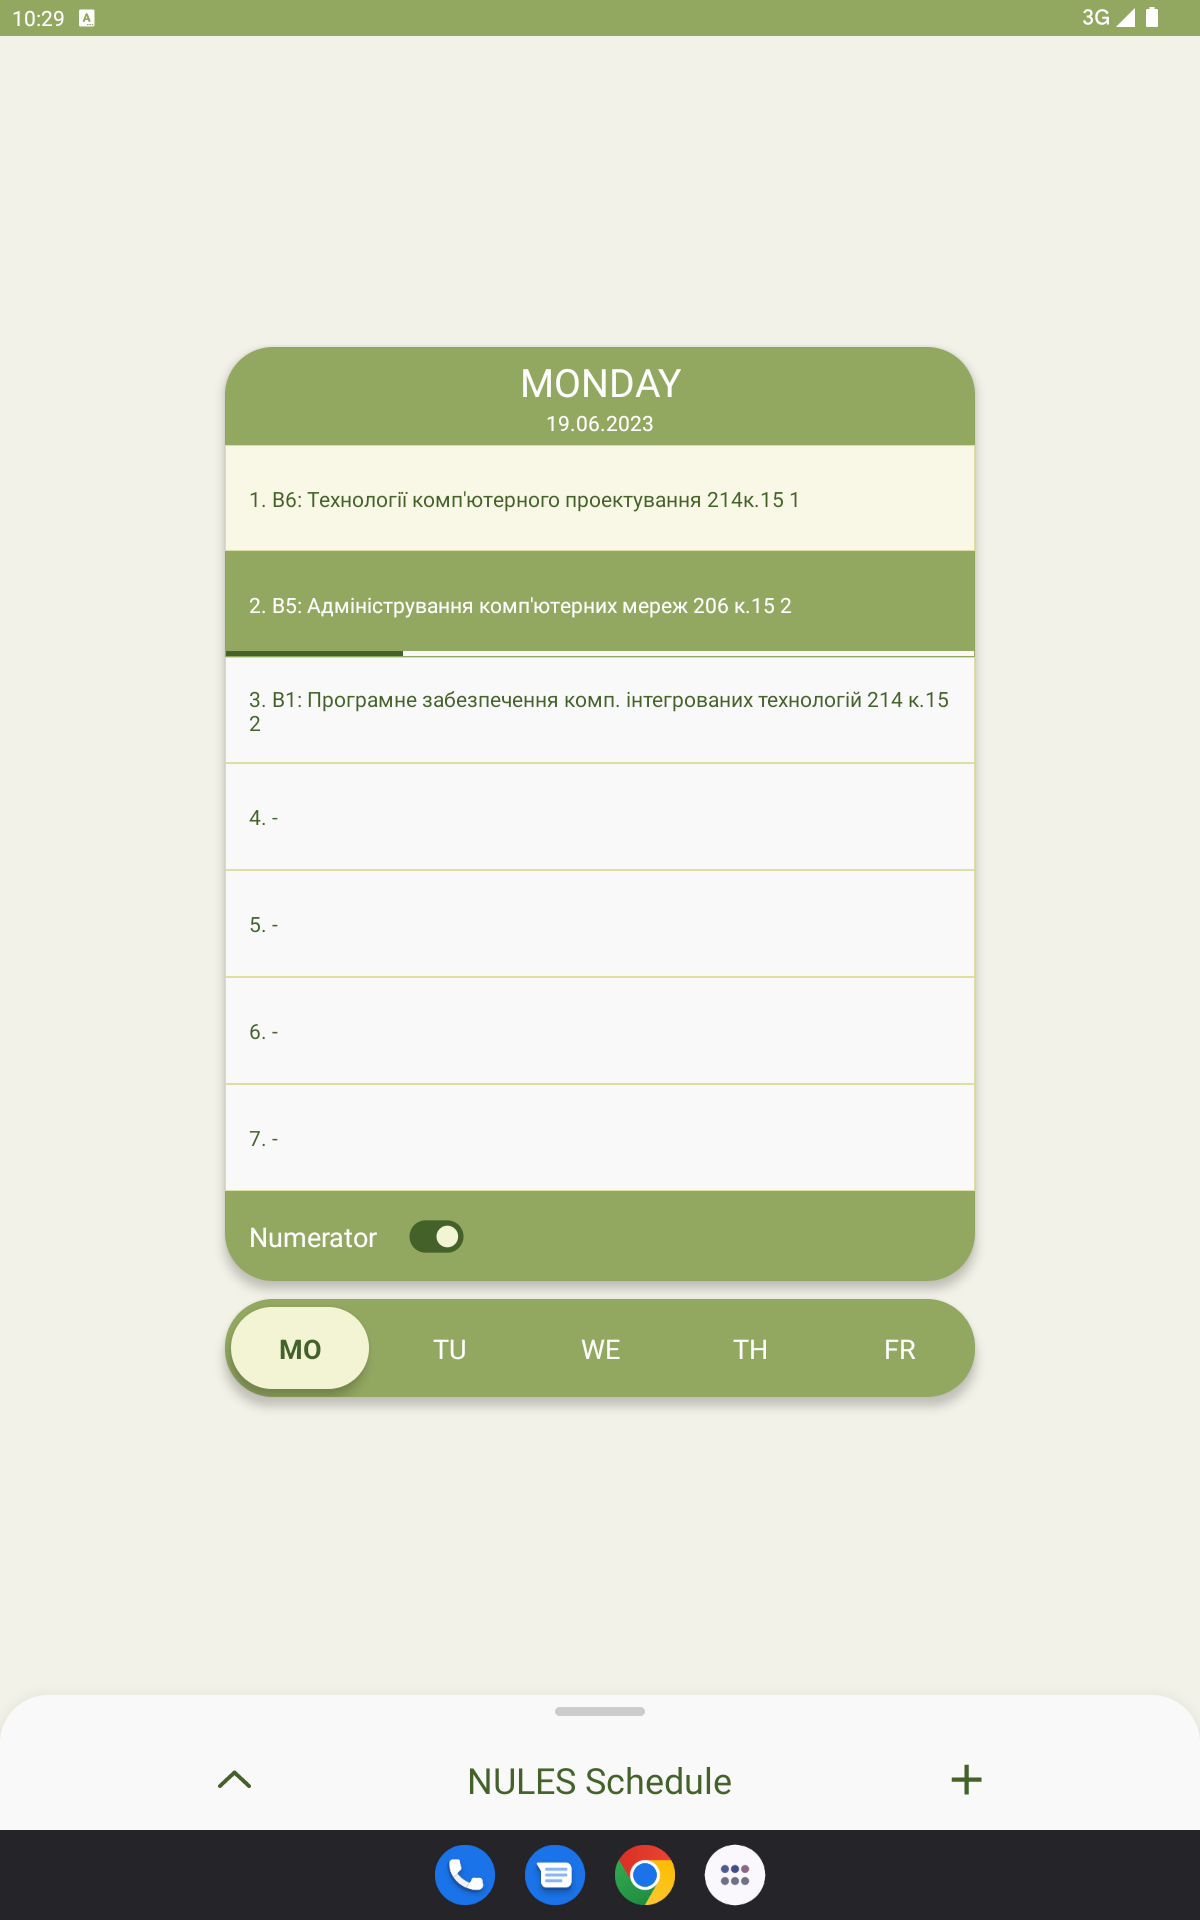 10:29
3G
MONDAY
19.06.2023
1. В6: Технології комп'ютерного проектування 214к.15 1
2. В5: Адміністрування комп'ютерних мереж 206 к.15 2
3. В1: Програмне забезпечення комп. інтегрованих технологій 214 к.15
2
4. -
5. -
6. -
7. -
Numerator
MO TU WE TH FR
NULES Schedule